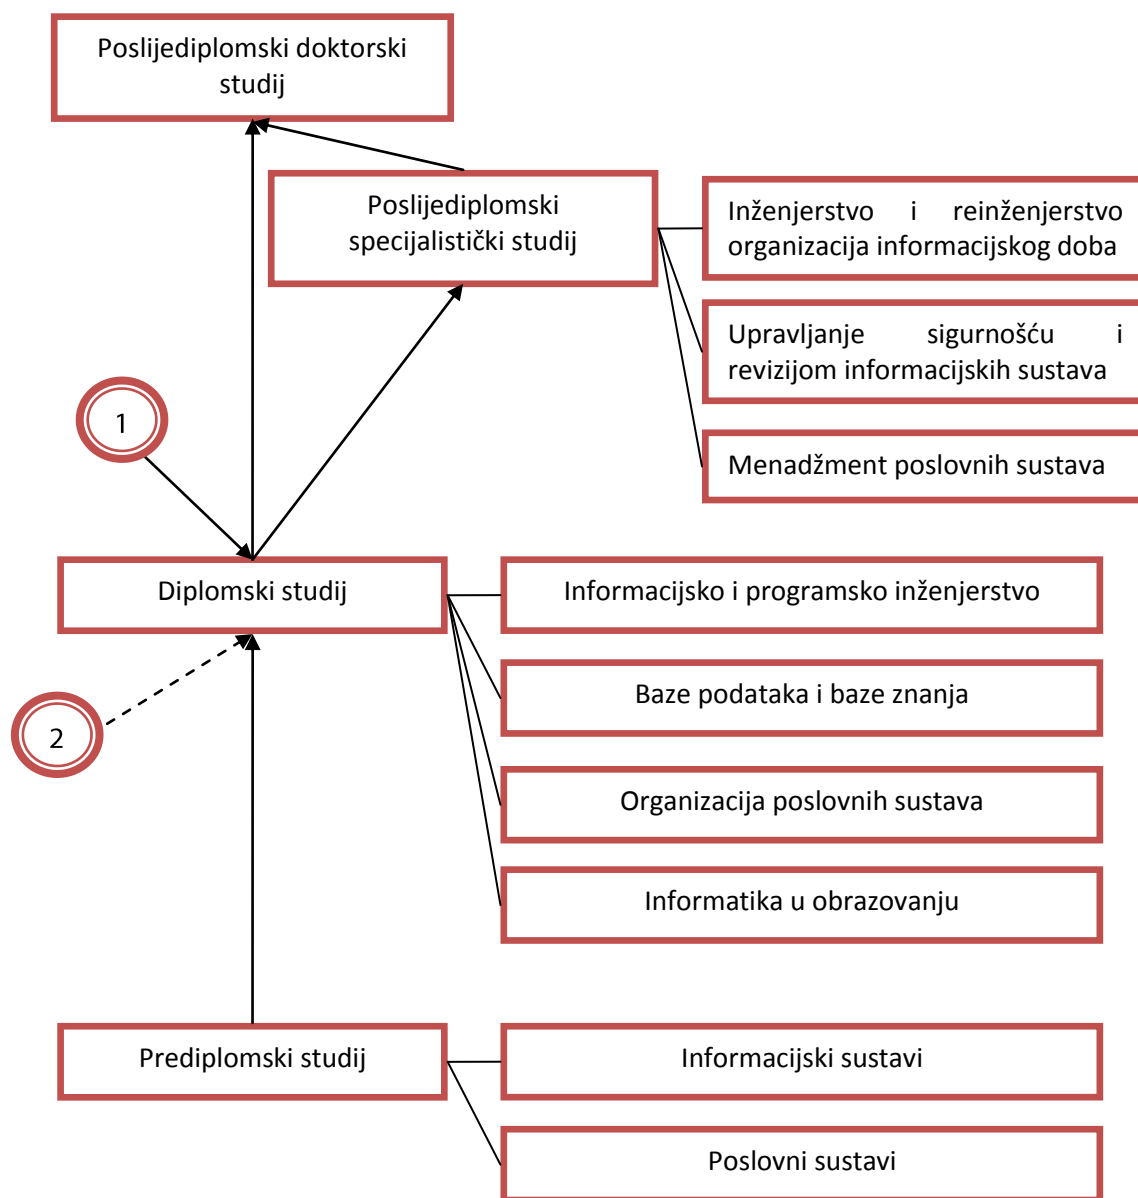 Poslijediplomski doktorski
studij
Poslijediplomski
specijalistički studij
Inženjerstvo i reinženjerstvo
organizacija informacijskog doba
Upravljanje sigurnošću i
revizijom informacijskih sustava
Menadžment poslovnih sustava
1
Diplomski studij
Informacijsko i programsko inženjerstvo
Baze podataka i baze znanja
2
Organizacija poslovnih sustava
Informatika u obrazovanju
Prediplomski studij
Informacijski sustavi
Poslovni sustavi